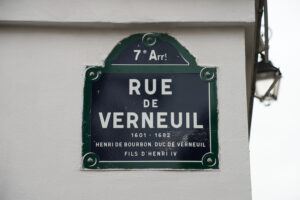 7e Arrt
RUE
DE
VERNEUIL
1601 - 1682
HENRI DE BOURBON, DUC DE VERNEUIL
FILS D'HENRI IV